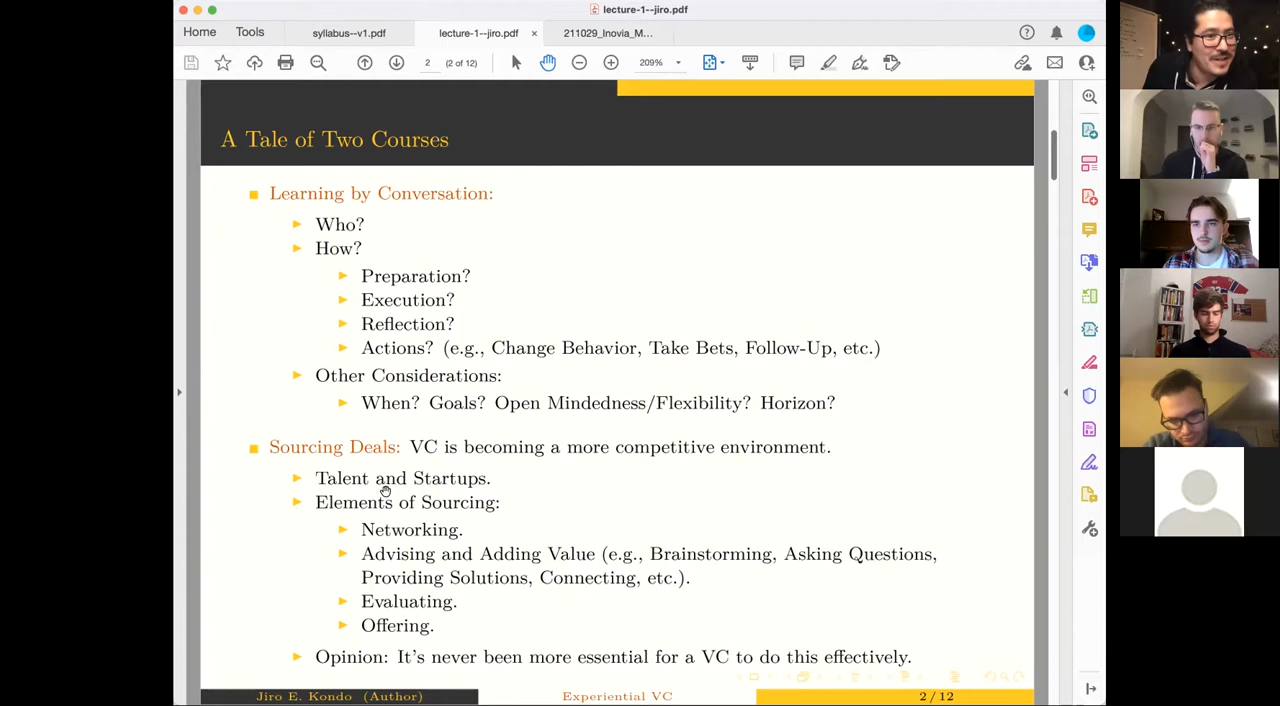 lecture-1--jiro.pdf
Home Tools syllabus--v1.pdf lecture-1--jiro.pdf × 211029_Inovia_M...
2 (2 of 12) 209%
A Tale of Two Courses
Learning by Conversation:
Who?
How?
Preparation?
Execution?
Reflection?
Actions? (e.g., Change Behavior, Take Bets, Follow-Up, etc.)
Other Considerations:
When? Goals? Open Mindedness/Flexibility? Horizon?
Sourcing Deals: VC is becoming a more competitive environment.
Talent and Startups.
Elements of Sourcing:
Networking.
Advising and Adding Value (e.g., Brainstorming, Asking Questions,
Providing Solutions, Connecting, etc.).
Evaluating.
Offering.
Opinion: It's never been more essential for a VC to do this effectively.
Jiro E. Kondo (Author) Experiential VC 2 / 12